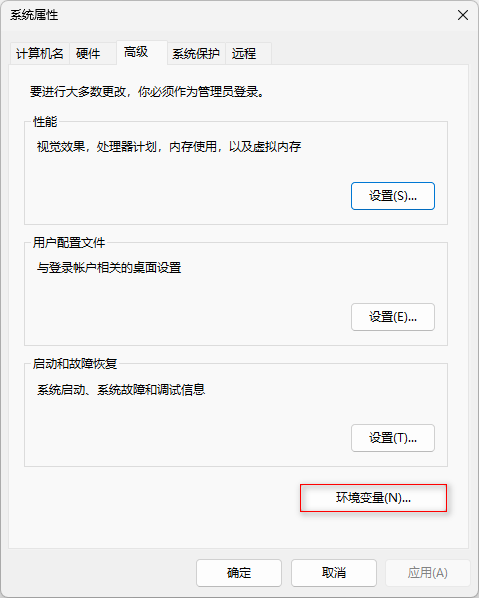 系统属性
计算机名 硬件 高级 系统保护 远程
要进行大多数更改，你必须作为管理员登录。
性能
视觉效果，处理器计划，内存使用，以及虚拟内存
设置(S)...
用户配置文件
与登录帐户相关的桌面设置
设置(E)...
启动和故障恢复
系统启动、系统故障和调试信息
设置(T)...
环境变量(N)...
确定 取消 应用(A)